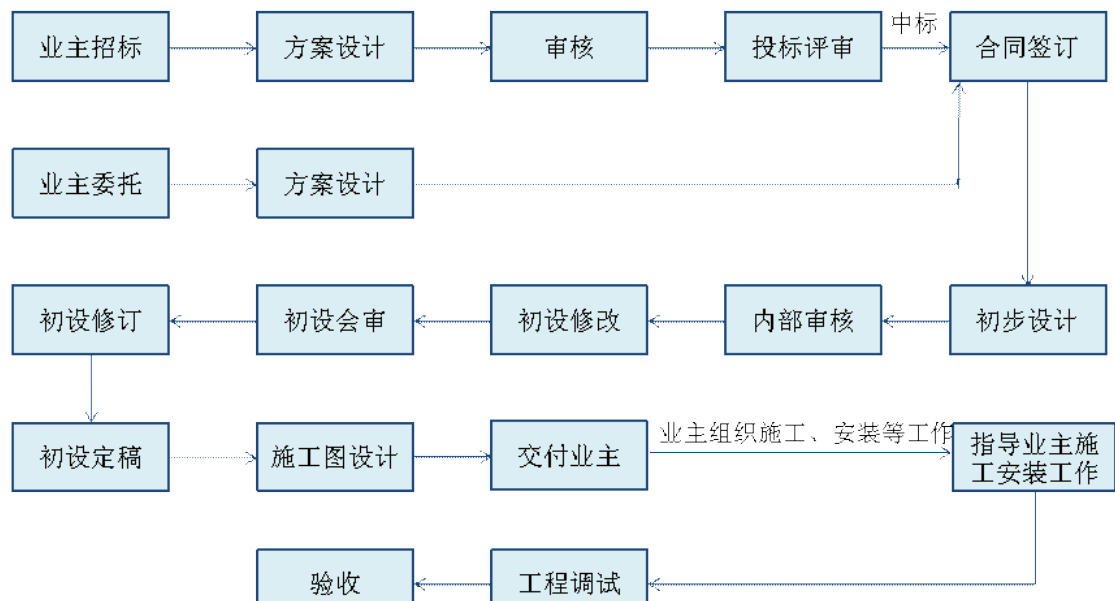 业主招标
方案设计
审核
投标评审
中标
合同签订
业主委托
方案设计
初设修订
初设会审
初设修改
内部审核
初步设计
初设定稿
施工图设计
交付业主
业主组织施工、安装等工作
指导业主施
工安装工作
验收
工程调试